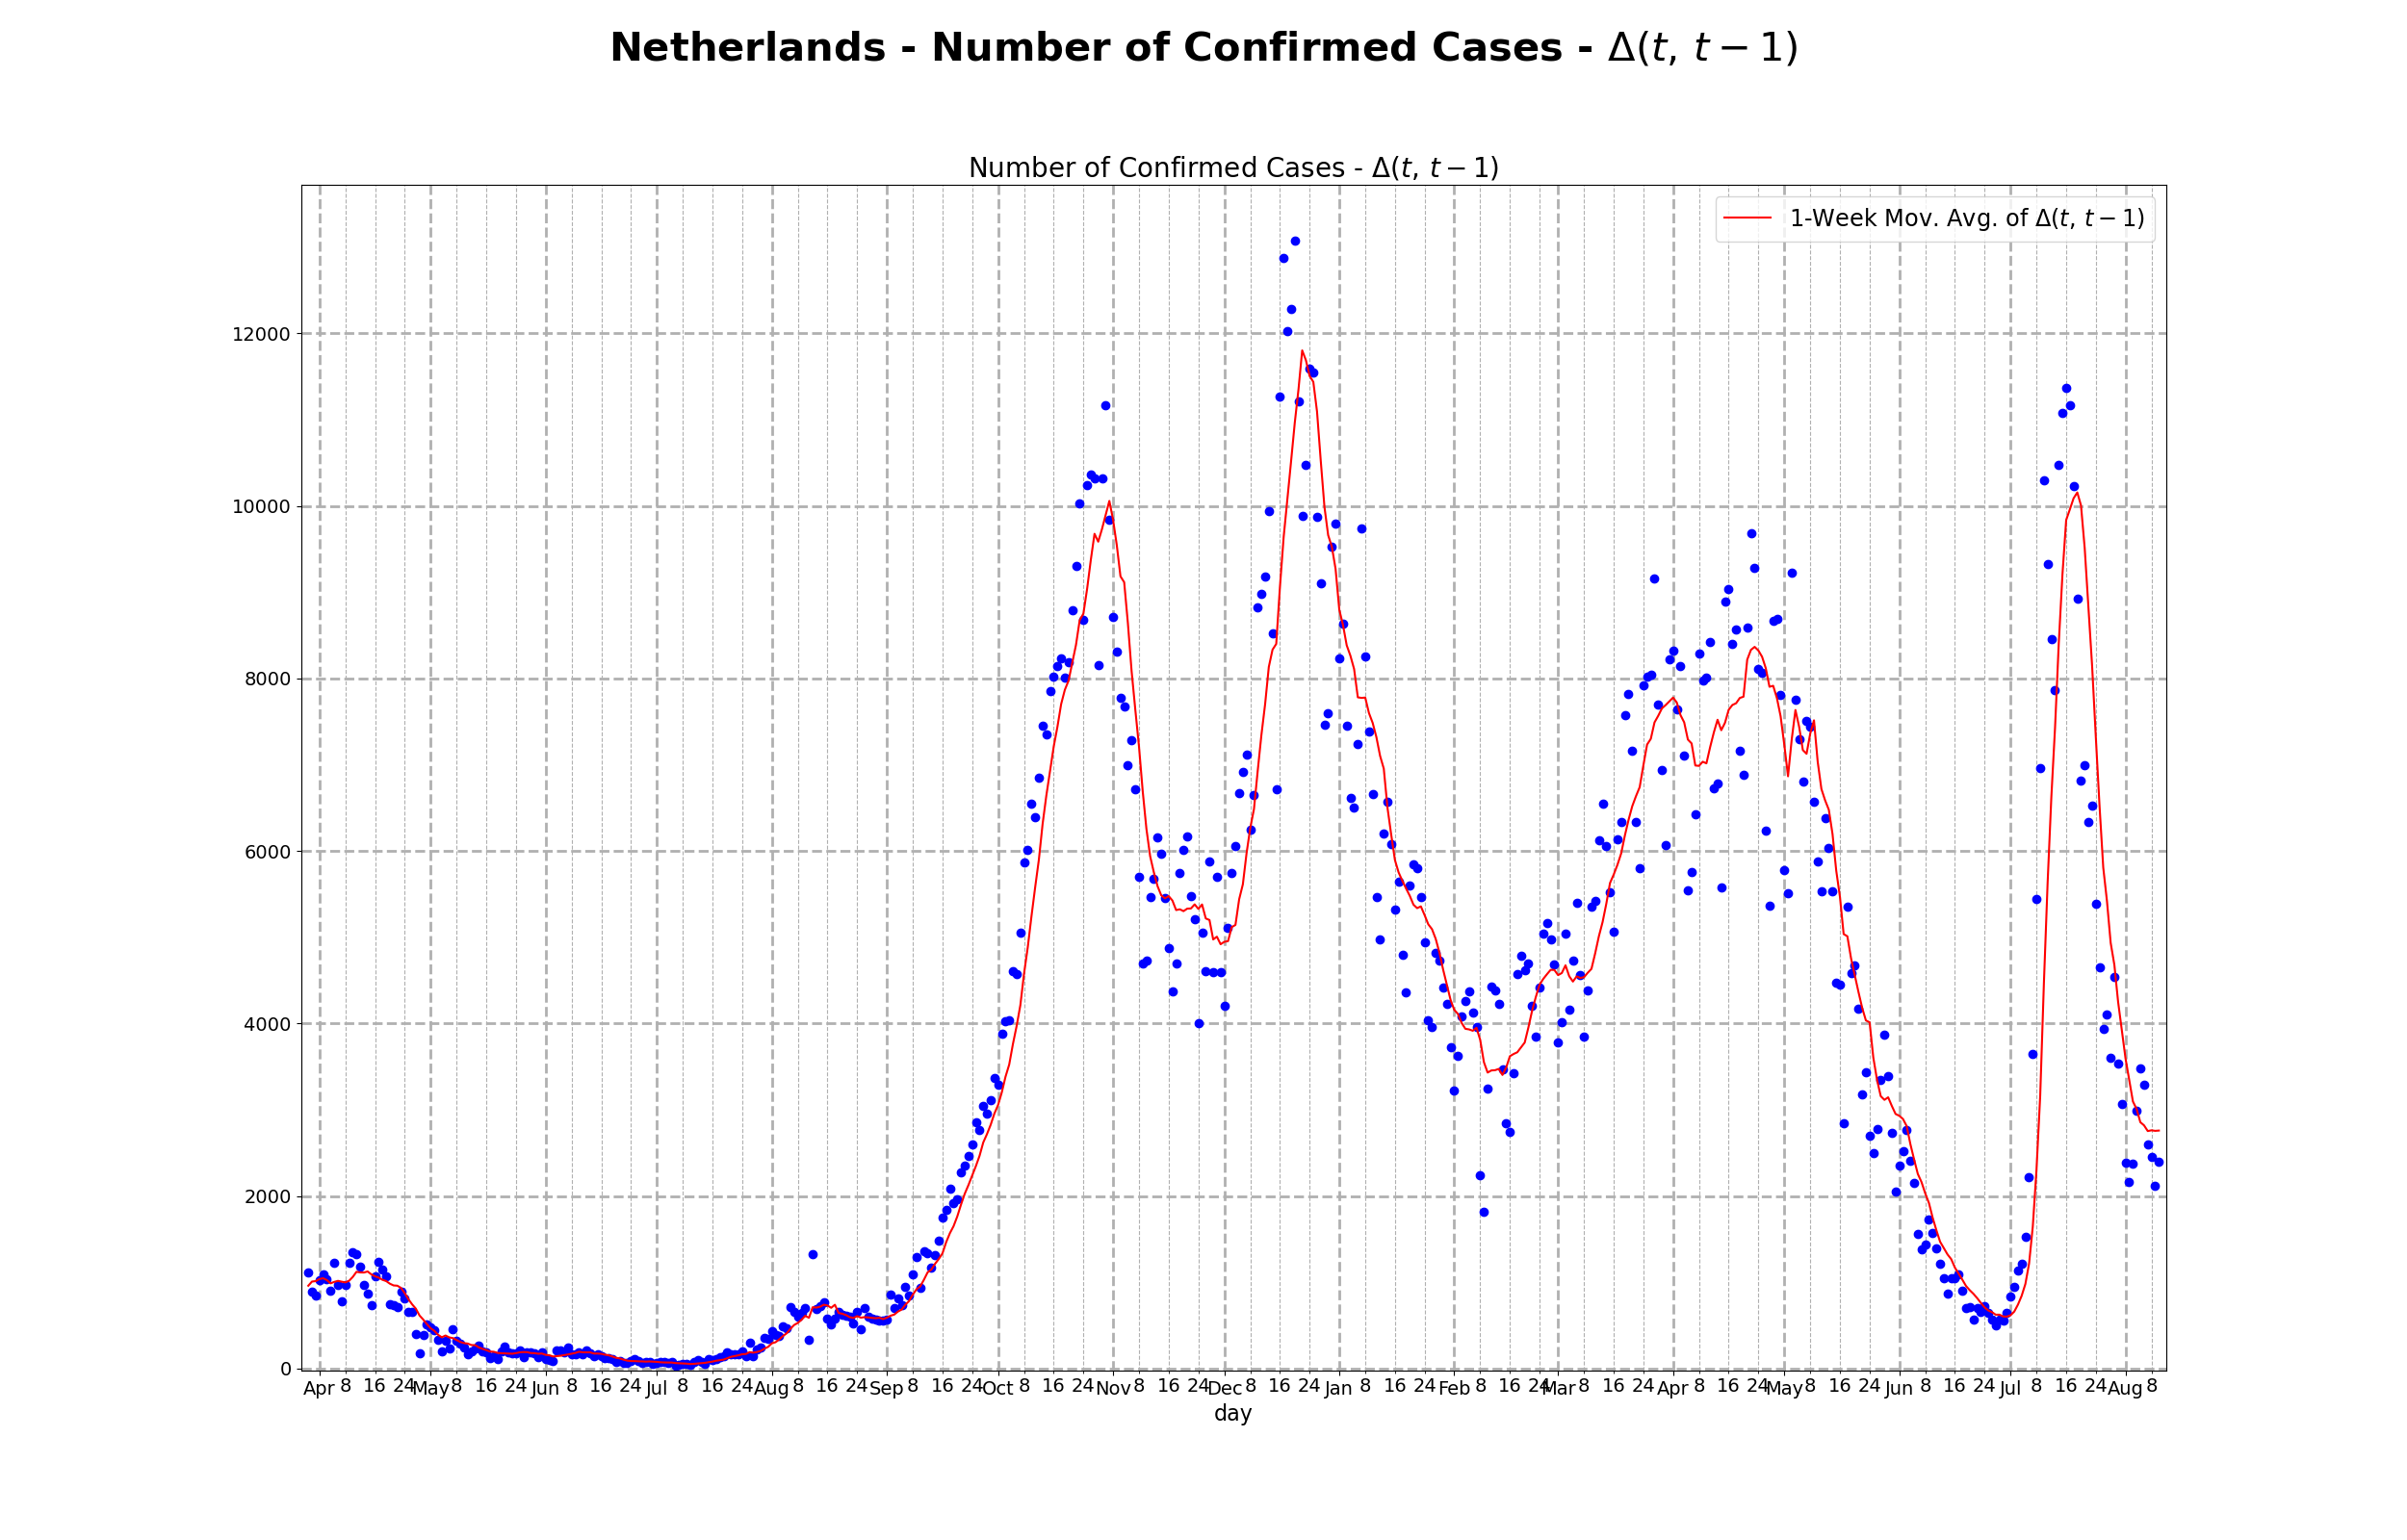 Netherlands - Number of Confirmed Cases - Δ(t, t − 1)
Number of Confirmed Cases - Δ(t, t − 1)
1-Week Mov. Avg. of Δ(t, t − 1)
12000
10000
8000
6000
4000
2000
0
Apr 8 16 24 May 8 16 24 Jun 8 16 24 Jul 8 16 24 Aug 8 16 24 Sep 8 16 24 Oct 8 16 24 Nov 8 16 24 Dec 8 16 24 Jan 8 16 24 Feb 8 16 24 Mar 8 16 24 Apr 8 16 24 May 8 16 24 Jun 8 16 24 Jul 8 16 24 Aug 8
day